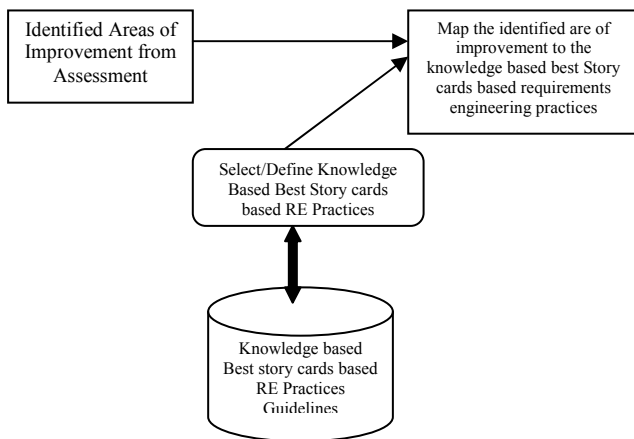 Identified Areas of
Improvement from
Assessment
Map the identified are of
improvement to the
knowledge based best Story
cards based requirements
engineering practices
Select/Define Knowledge
Based Best Story cards
based RE Practices
Knowledge based
Best story cards based
RE Practices
Guidelines